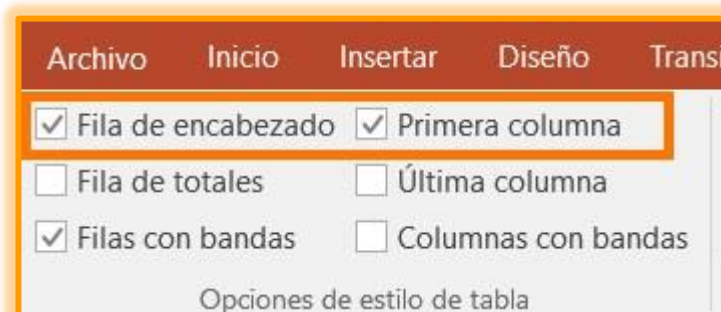 Archivo Inicio Insertar Diseño
Fila de encabezado Primera columna
Fila de totales Última columna
Filas con bandas Columnas con bandas
Opciones de estilo de tabla